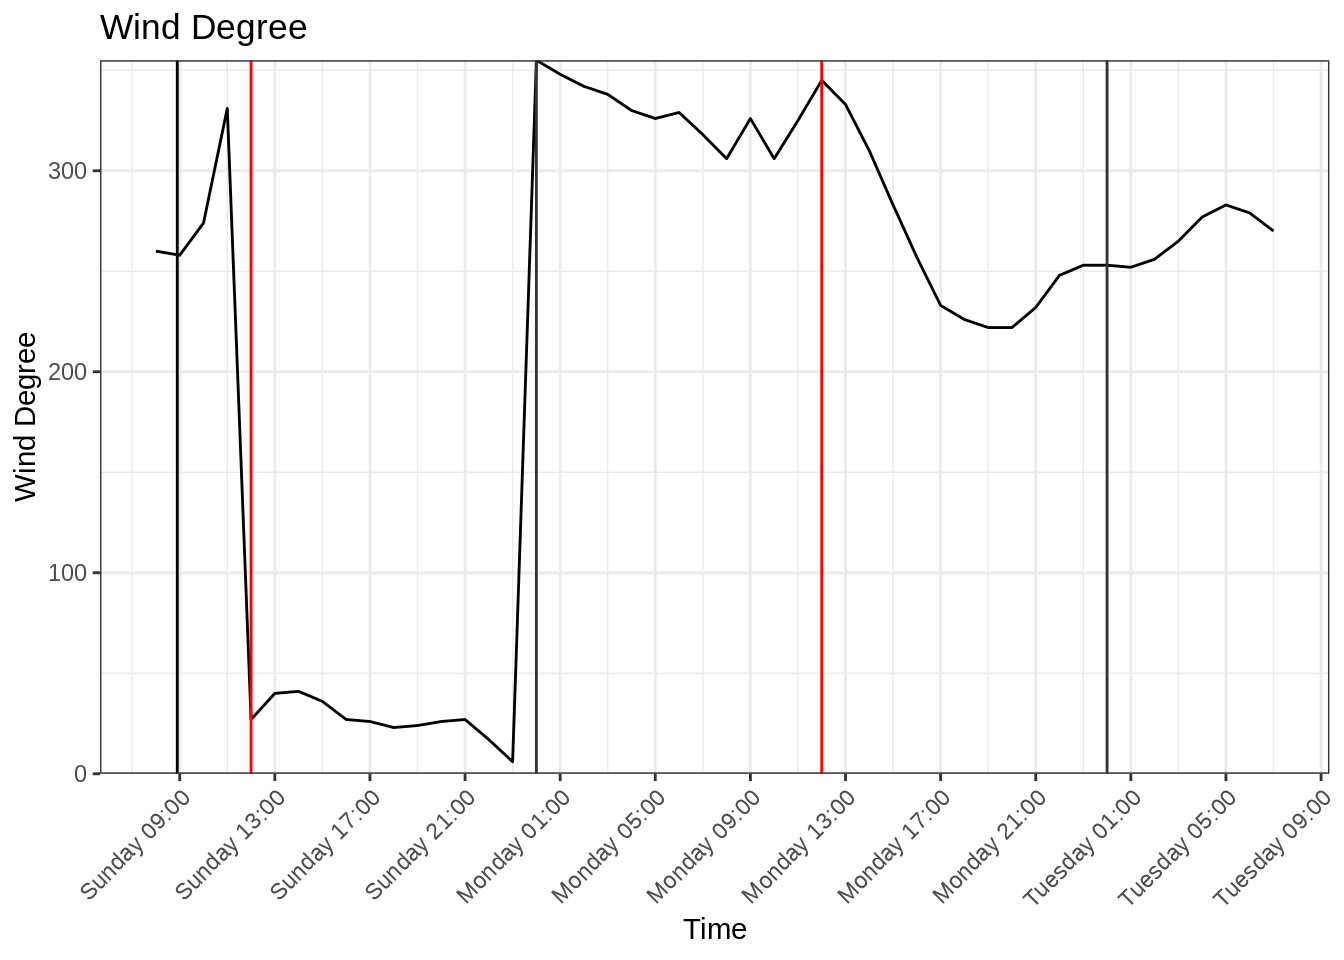 Wind Degree
Wind Degree
300
200
100
0
Sunday 09:00
Sunday 13:00
Sunday 17:00
Sunday 21:00
Monday 01:00
Monday 05:00
Monday 09:00
Monday 13:00
Monday 17:00
Monday 21:00
Tuesday 01:00
Tuesday 05:00
Tuesday 09:00
Time